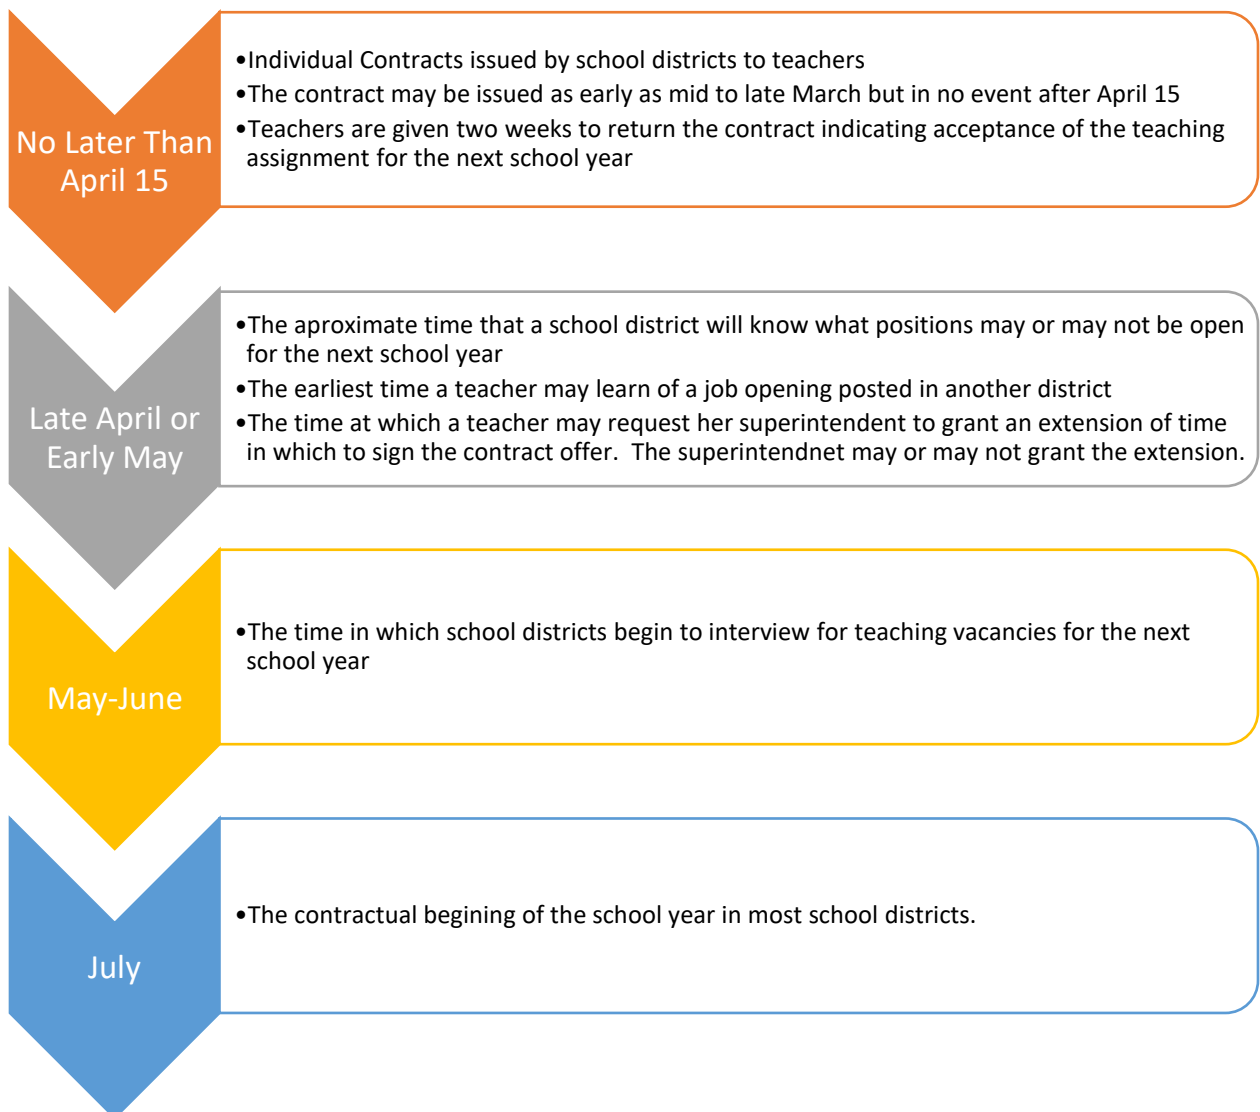 No Later Than
April 15
•Individual Contracts issued by school districts to teachers
•The contract may be issued as early as mid to late March but in no event after April 15
•Teachers are given two weeks to return the contract indicating acceptance of the teaching
assignment for the next school year
Late April or
Early May
•The aproximate time that a school district will know what positions may or may not be open
for the next school year
•The earliest time a teacher may learn of a job opening posted in another district
•The time at which a teacher may request her superintendent to grant an extension of time
in which to sign the contract offer.  The superintendnet may or may not grant the extension.
May-June
•The time in which school districts begin to interview for teaching vacancies for the next
school year
July
•The contractual begining of the school year in most school districts.